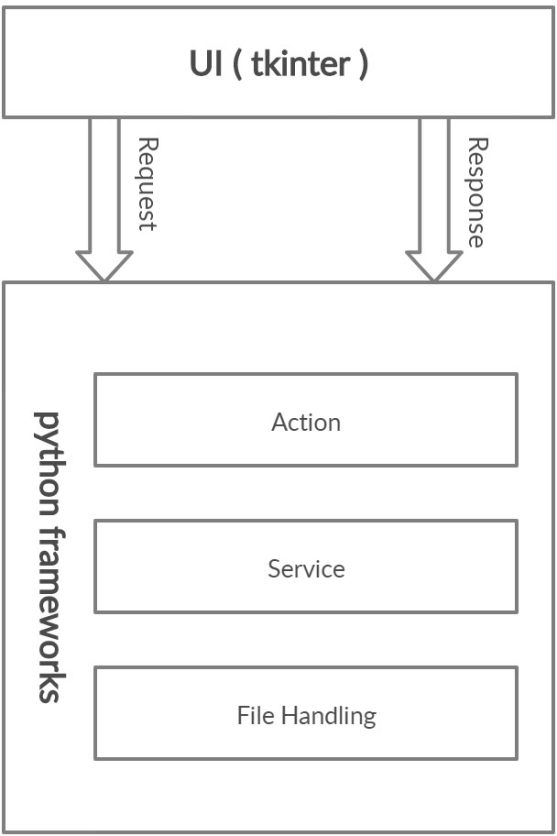 UI ( tkinter )
Request
Response
python frameworks
Action
Service
File Handling